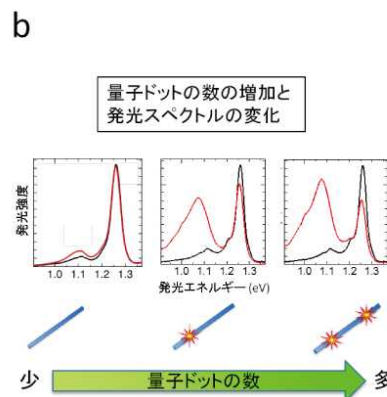 b
量子ドットの数の増加と
発光スペクトルの変化
発光強度
1.0 1.1 1.2 1.3
1.0 1.1 1.2 1.3
1.0 1.1 1.2 1.3
発光エネルギー (eV)
少 量子ドットの数 多